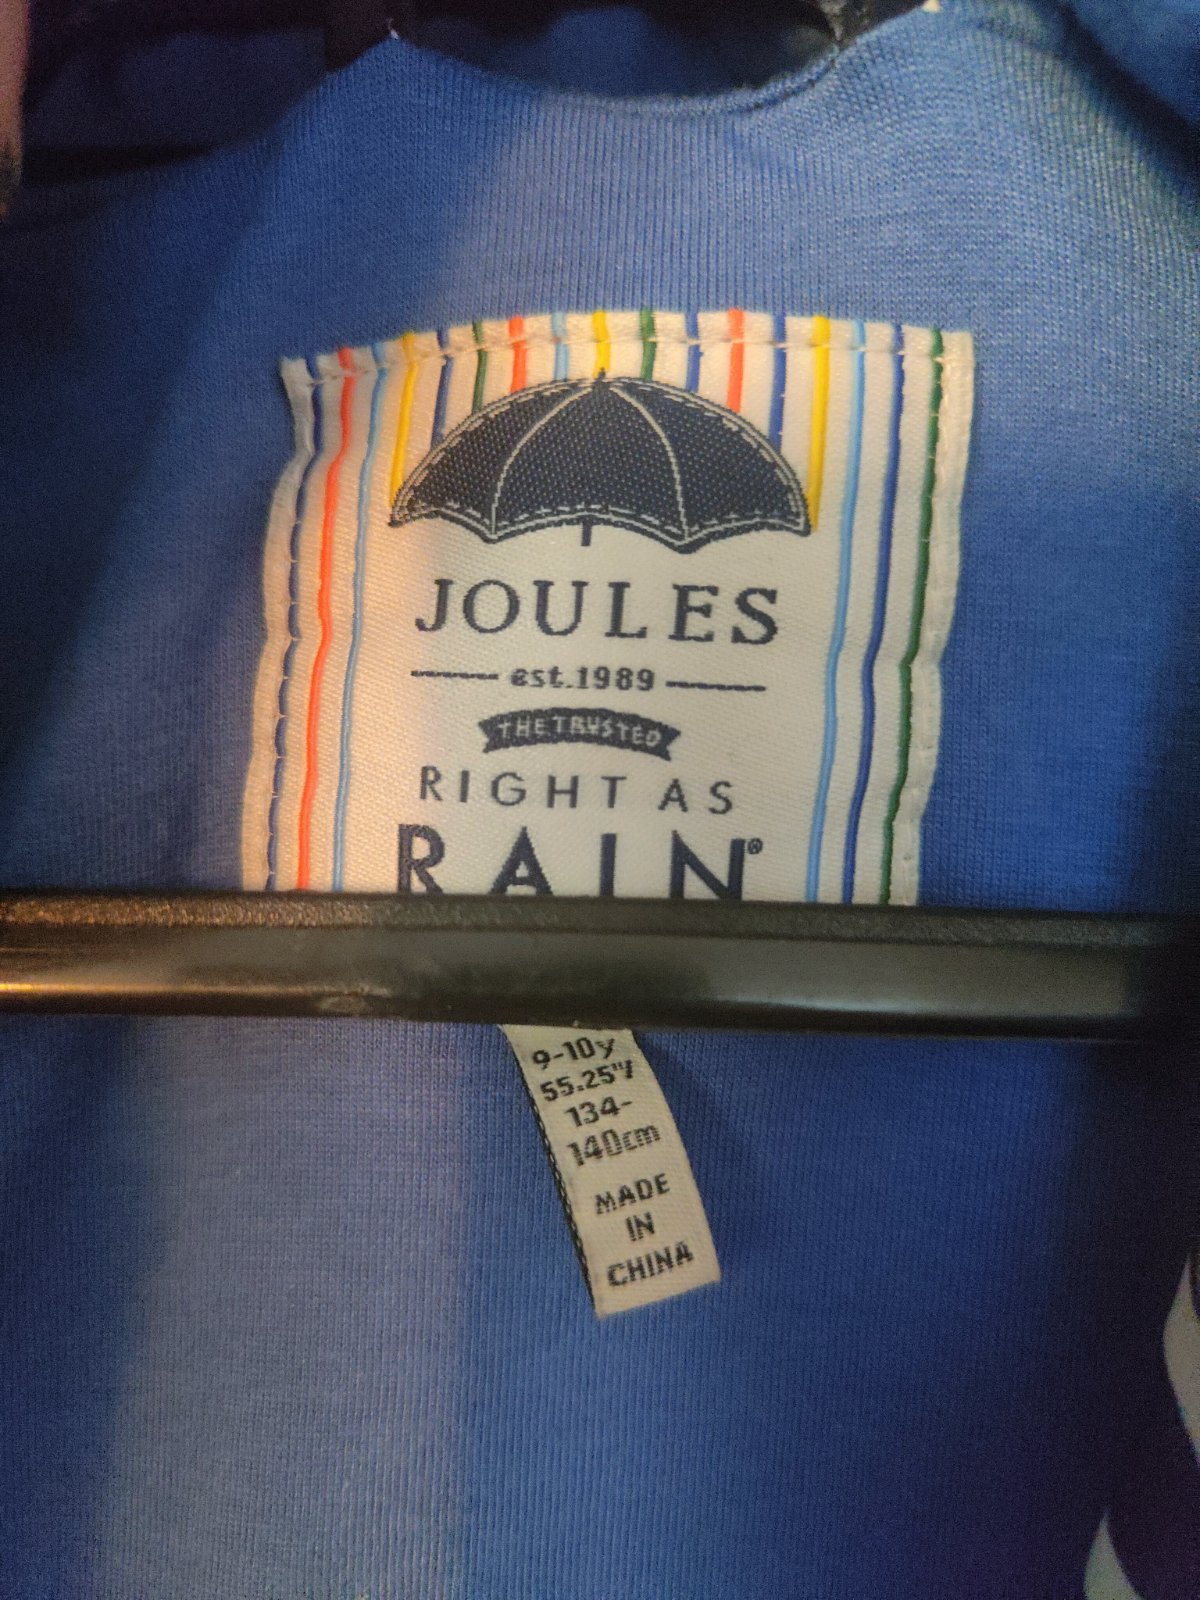 JOULES
est.1989
THE TRUSTED
RIGHT AS
RAIN®
9-10y
55.25"/
134-
140cm
MADE
IN
CHINA